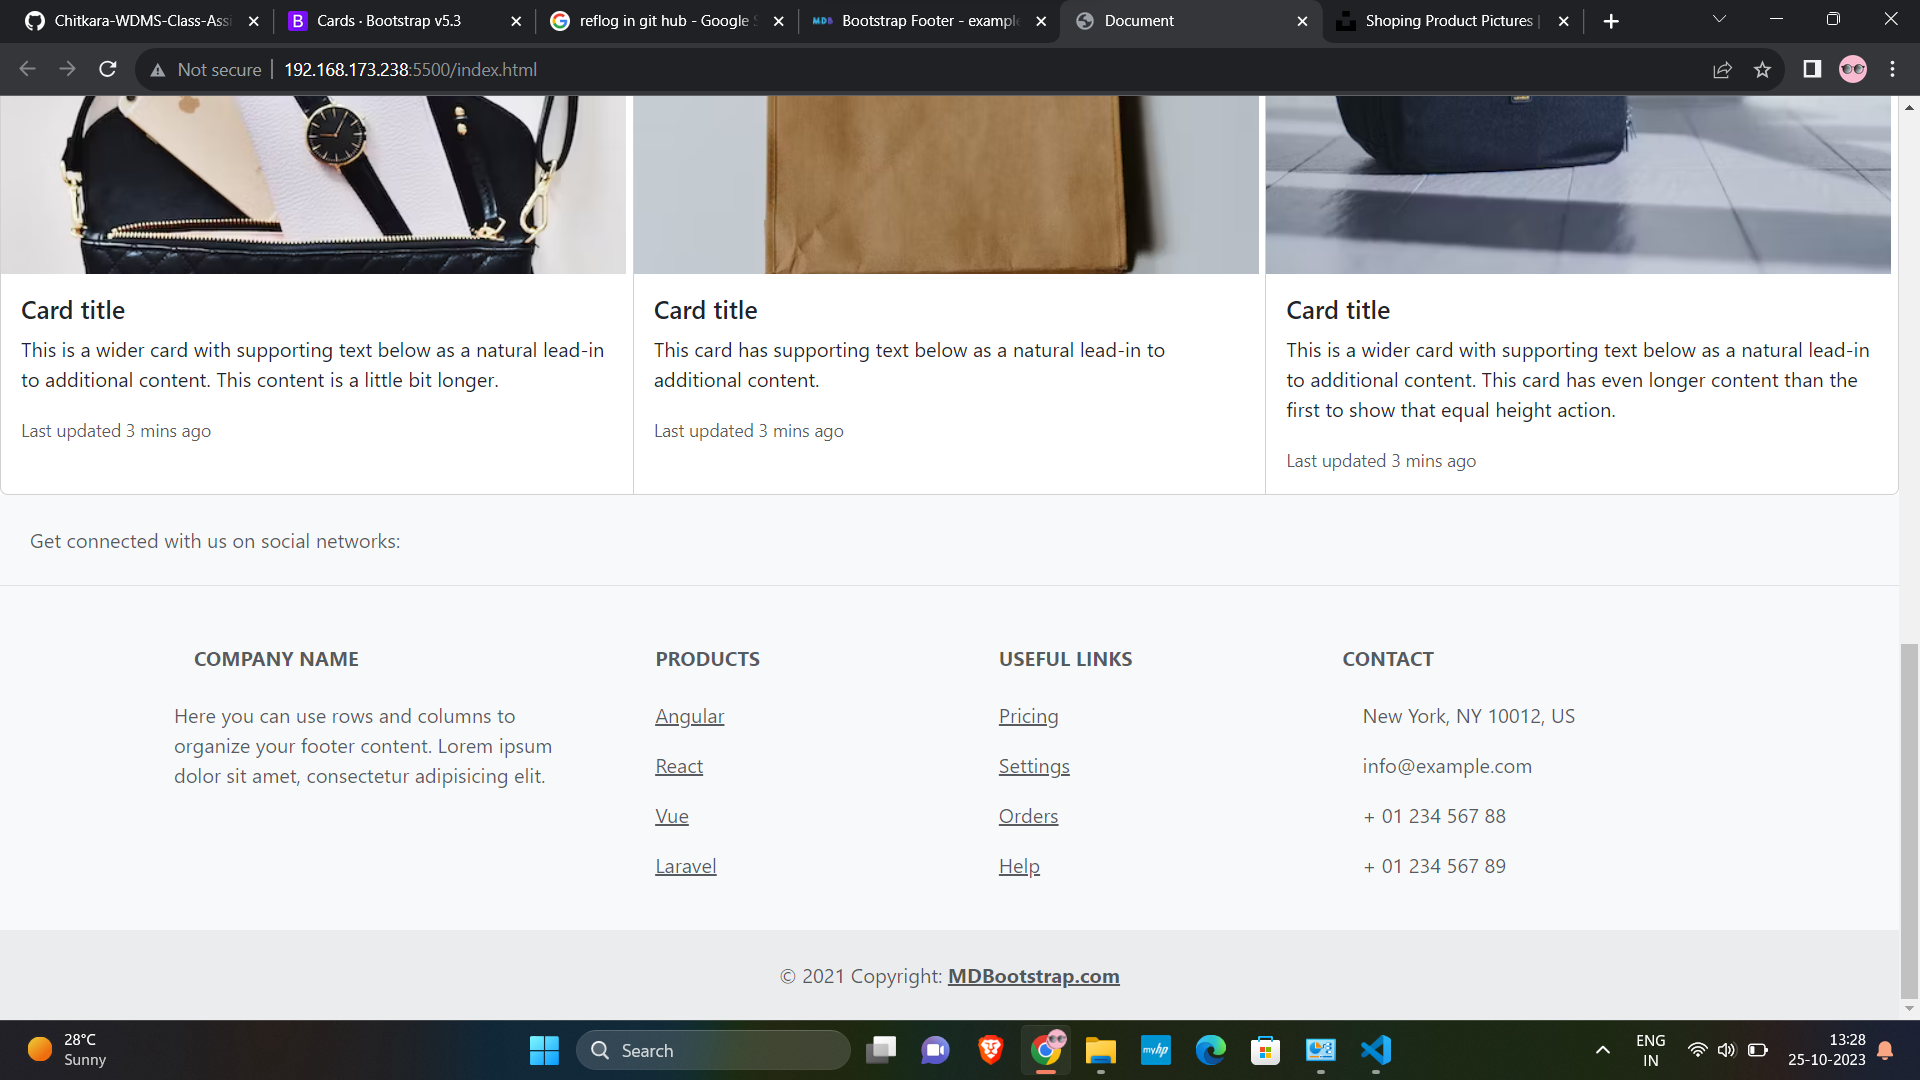 Chitkara-WDMS-Class-Assi
Cards · Bootstrap v5.3
reflog in git hub - Google S
MDB Bootstrap Footer - example
Document
Shoping Product Pictures |
Not secure | 192.168.173.238:5500/index.html
Card title
This is a wider card with supporting text below as a natural lead-in
to additional content. This content is a little bit longer.
Last updated 3 mins ago
Card title
This card has supporting text below as a natural lead-in to
additional content.
Last updated 3 mins ago
Card title
This is a wider card with supporting text below as a natural lead-in
to additional content. This card has even longer content than the
first to show that equal height action.
Last updated 3 mins ago
Get connected with us on social networks:
COMPANY NAME
Here you can use rows and columns to
organize your footer content. Lorem ipsum
dolor sit amet, consectetur adipisicing elit.
PRODUCTS
Angular
React
Vue
Laravel
USEFUL LINKS
Pricing
Settings
Orders
Help
CONTACT
New York, NY 10012, US
info@example.com
+ 01 234 567 88
+ 01 234 567 89
© 2021 Copyright: MDBootstrap.com
28°C
Sunny
Search
myhp
ENG
IN
13:28
25-10-2023